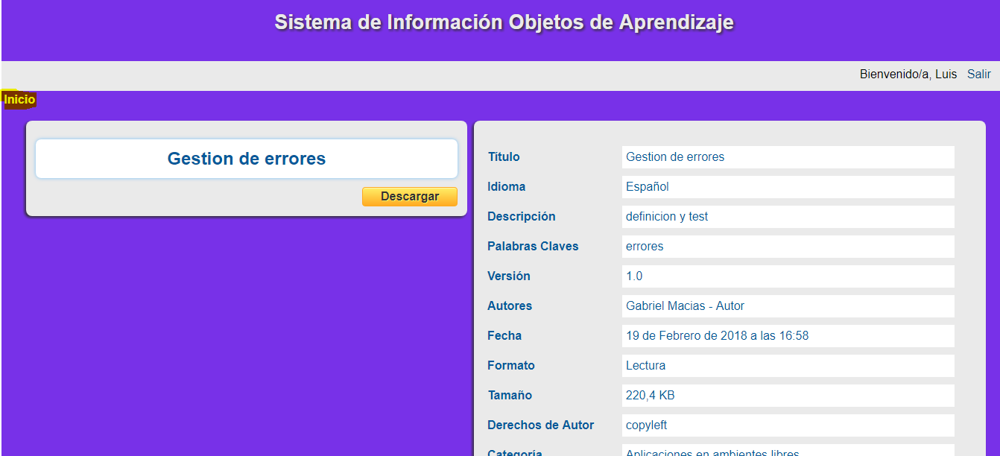 Sistema de Información Objetos de Aprendizaje
Bienvenido/a, Luis Salir
Inicio
Gestion de errores
Descargar
Título Gestion de errores
Idioma Español
Descripción definicion y test
Palabras Claves errores
Versión 1.0
Autores Gabriel Macias - Autor
Fecha 19 de Febrero de 2018 a las 16:58
Formato Lectura
Tamaño 220,4 KB
Derechos de Autor copyleft
Categoría Aplicaciones en ambientes libres